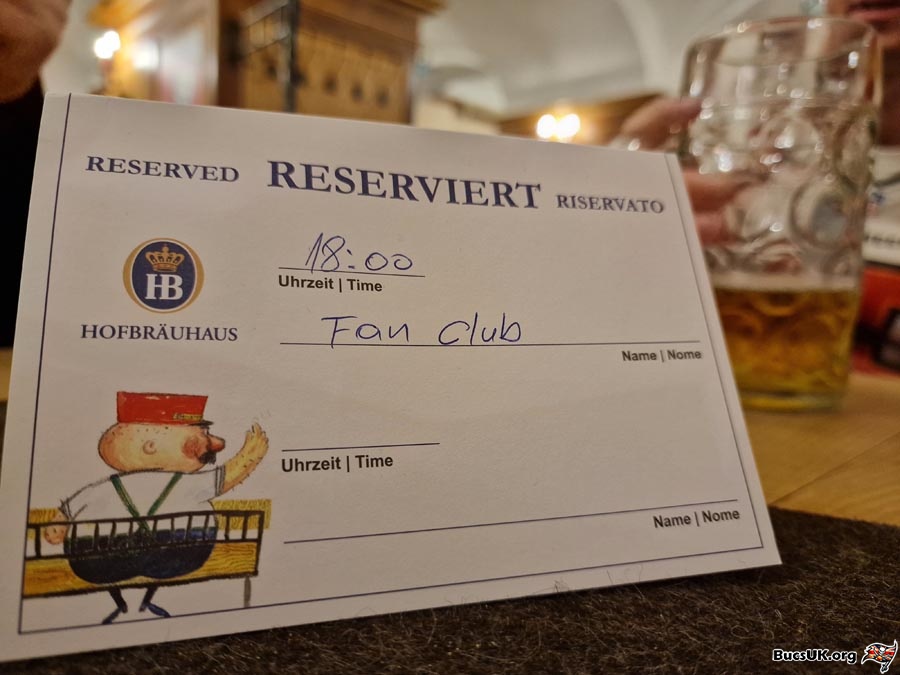 RESERVED RESERVIERT RISERVATO
HB
HOFBRÄUHAUS
18:00
Uhrzeit | Time
Fan club
Name | Nome
Uhrzeit | Time
Name | Nome
BucsUK.org